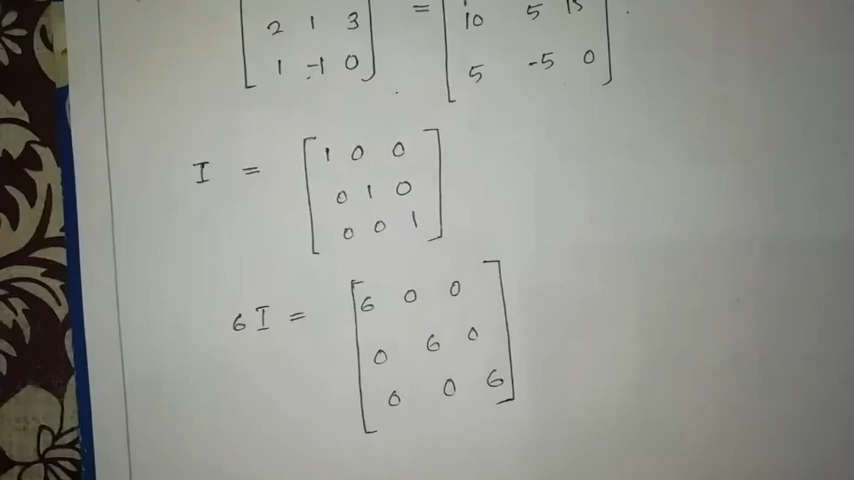 2 1 3 = 10 5 15
1 -1 0 5 -5 0
I = 1 0 0
0 1 0
0 0 1
6I = 6 0 0
0 6 0
0 0 6